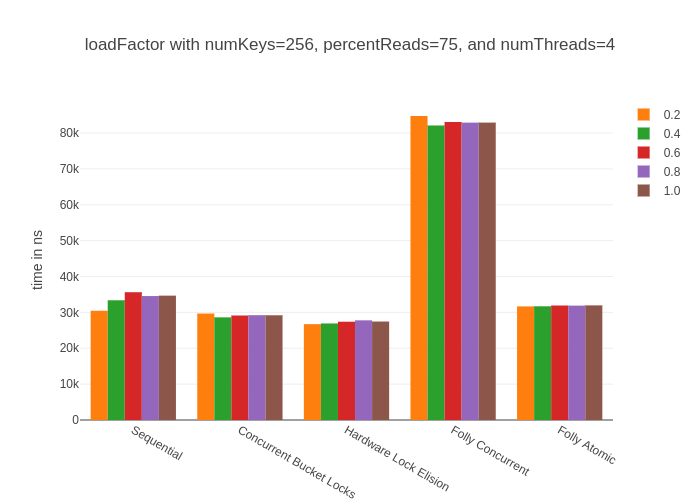 loadFactor with numKeys=256, percentReads=75, and numThreads=4
0.2
0.4
0.6
0.8
1.0
80k
70k
60k
50k
40k
30k
20k
10k
0
time in ns
Sequential
Concurrent Bucket Locks
Hardware Lock Elision
Folly Concurrent
Folly Atomic